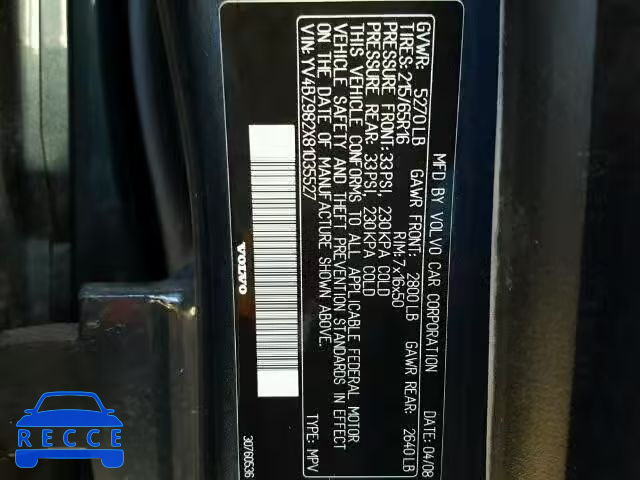 MFD BY VOLVO CAR CORPORATION DATE: 04/08
GVWR: 5270LB GAWR FRONT: 2800LB GAWR REAR: 2640LB
TIRES: 215/65R16 RIM: 7x16x50
PRESSURE FRONT: 33PSI, 230KPA COLD
PRESSURE REAR: 33PSI, 230KPA COLD
THIS VEHICLE CONFORMS TO ALL APPLICABLE FEDERAL MOTOR
VEHICLE SAFETY AND THEFT PREVENTION STANDARDS IN EFFECT
ON THE DATE OF MANUFACTURE SHOWN ABOVE.
VIN: YV4BZ982X81035527 TYPE: MPV
VOLVO
30760536
RECCE